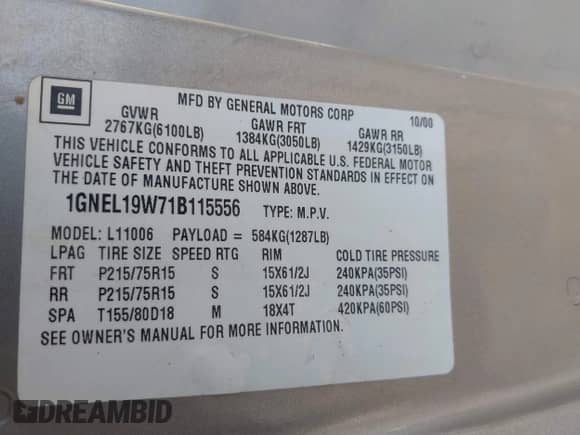 GM
MFD BY GENERAL MOTORS CORP 10/00
GVWR GAWR FRT GAWR RR
2767KG(6100LB) 1384KG(3050LB) 1429KG(3150LB)
THIS VEHICLE CONFORMS TO ALL APPLICABLE U.S. FEDERAL MOTOR
VEHICLE SAFETY AND THEFT PREVENTION STANDARDS IN EFFECT ON
THE DATE OF MANUFACTURE SHOWN ABOVE.
1GNEL19W71B115556 TYPE: M.P.V.
MODEL: L11006 PAYLOAD = 584KG(1287LB)
LPAG TIRE SIZE SPEED RTG RIM COLD TIRE PRESSURE
FRT P215/75R15 S 15X61/2J 240KPA(35PSI)
RR P215/75R15 S 15X61/2J 240KPA(35PSI)
SPA T155/80D18 M 18X4T 420KPA(60PSI)
SEE OWNER'S MANUAL FOR MORE INFORMATION.
DREAMBID